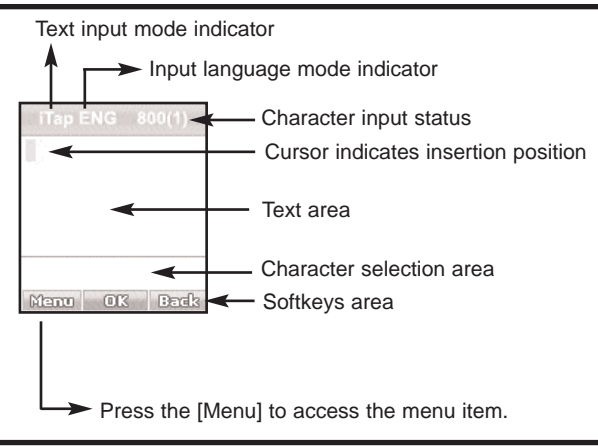 Text input mode indicator
Input language mode indicator
iTap ENG 800(1)
Character input status
Cursor indicates insertion position
Text area
Character selection area
Menu OK Back
Softkeys area
Press the [Menu] to access the menu item.